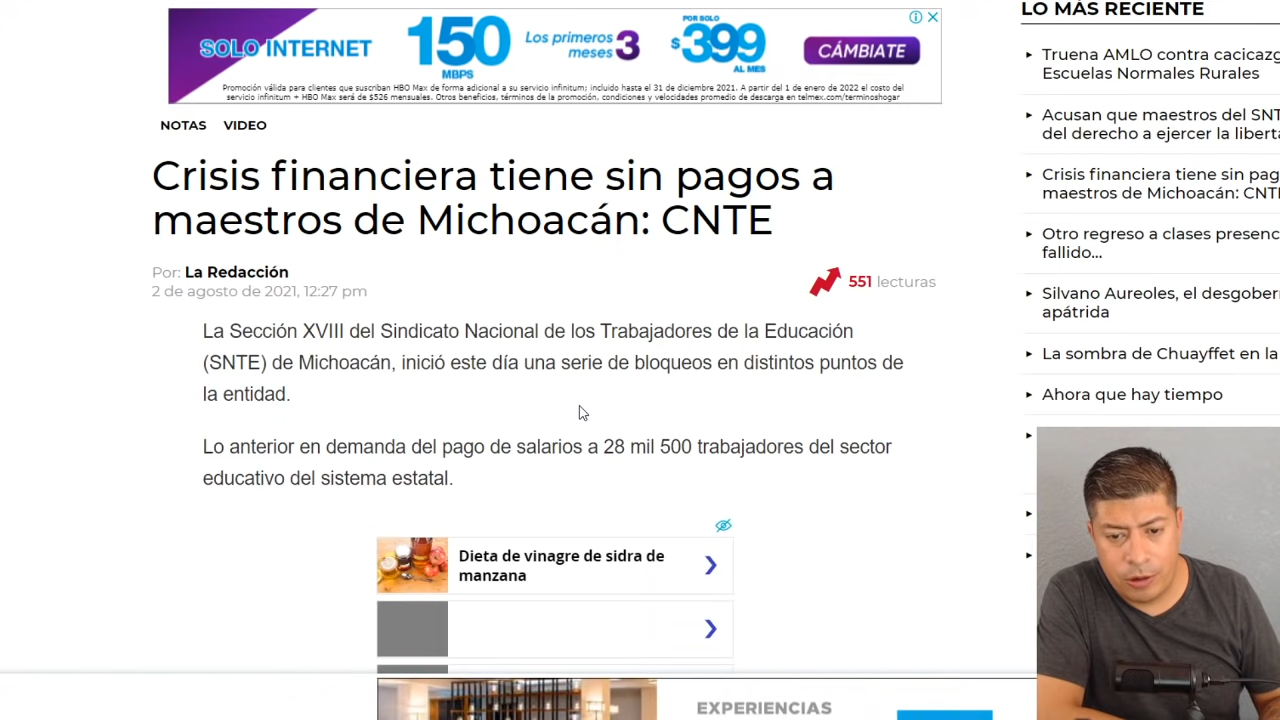 SOLO INTERNET
150
MBPS
Los primeros
meses 3
POR SOLO
$399
AL MES
CÁMBIATE
Promoción válida para clientes que suscriban HBO Max de forma adicional a su servicio infinitum; incluido hasta el 31 de diciembre 2021. A partir del 1 de enero de 2022 el costo del
servicio infinitum + HBO Max será de $526 mensuales. Otros beneficios, términos de la promoción, condiciones y velocidades promedio de descarga en telmex.com/terminoshogar
NOTAS VIDEO
Crisis financiera tiene sin pagos a
maestros de Michoacán: CNTE
Por: La Redacción
2 de agosto de 2021, 12:27 pm
551 lecturas
La Sección XVIII del Sindicato Nacional de los Trabajadores de la Educación
(SNTE) de Michoacán, inició este día una serie de bloqueos en distintos puntos de
la entidad.
Lo anterior en demanda del pago de salarios a 28 mil 500 trabajadores del sector
educativo del sistema estatal.
Dieta de vinagre de sidra de
manzana
EXPERIENCIAS
LO MÁS RECIENTE
Truena AMLO contra cacicazg
Escuelas Normales Rurales
Acusan que maestros del SNT
del derecho a ejercer la liberta
Crisis financiera tiene sin pag
maestros de Michoacán: CNT
Otro regreso a clases presenc
fallido...
Silvano Aureoles, el desgober
apátrida
La sombra de Chuayffet en la
Ahora que hay tiempo